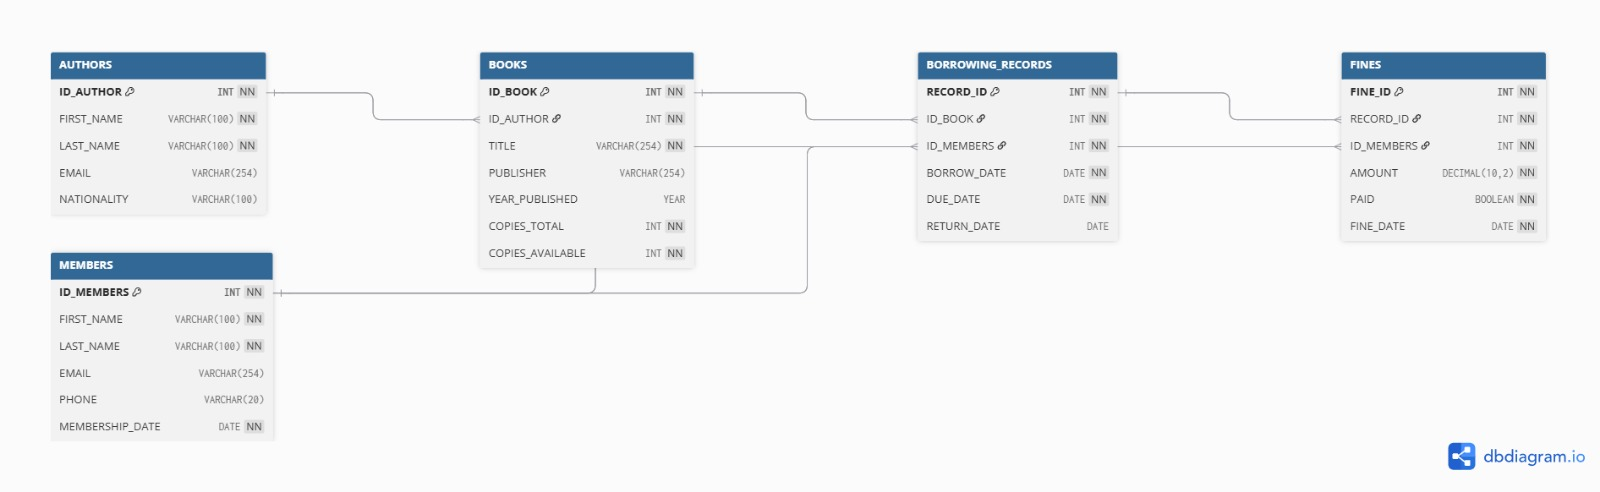 AUTHORS
ID_AUTHOR INT NN
FIRST_NAME VARCHAR(100) NN
LAST_NAME VARCHAR(100) NN
EMAIL VARCHAR(254)
NATIONALITY VARCHAR(100)
MEMBERS
ID_MEMBERS INT NN
FIRST_NAME VARCHAR(100) NN
LAST_NAME VARCHAR(100) NN
EMAIL VARCHAR(254)
PHONE VARCHAR(20)
MEMBERSHIP_DATE DATE NN
BOOKS
ID_BOOK INT NN
ID_AUTHOR INT NN
TITLE VARCHAR(254) NN
PUBLISHER VARCHAR(254)
YEAR_PUBLISHED YEAR
COPIES_TOTAL INT NN
COPIES_AVAILABLE INT NN
BORROWING_RECORDS
RECORD_ID INT NN
ID_BOOK INT NN
ID_MEMBERS INT NN
BORROW_DATE DATE NN
DUE_DATE DATE NN
RETURN_DATE DATE
FINES
FINE_ID INT NN
RECORD_ID INT NN
ID_MEMBERS INT NN
AMOUNT DECIMAL(10,2) NN
PAID BOOLEAN NN
FINE_DATE DATE NN
dbdiagram.io